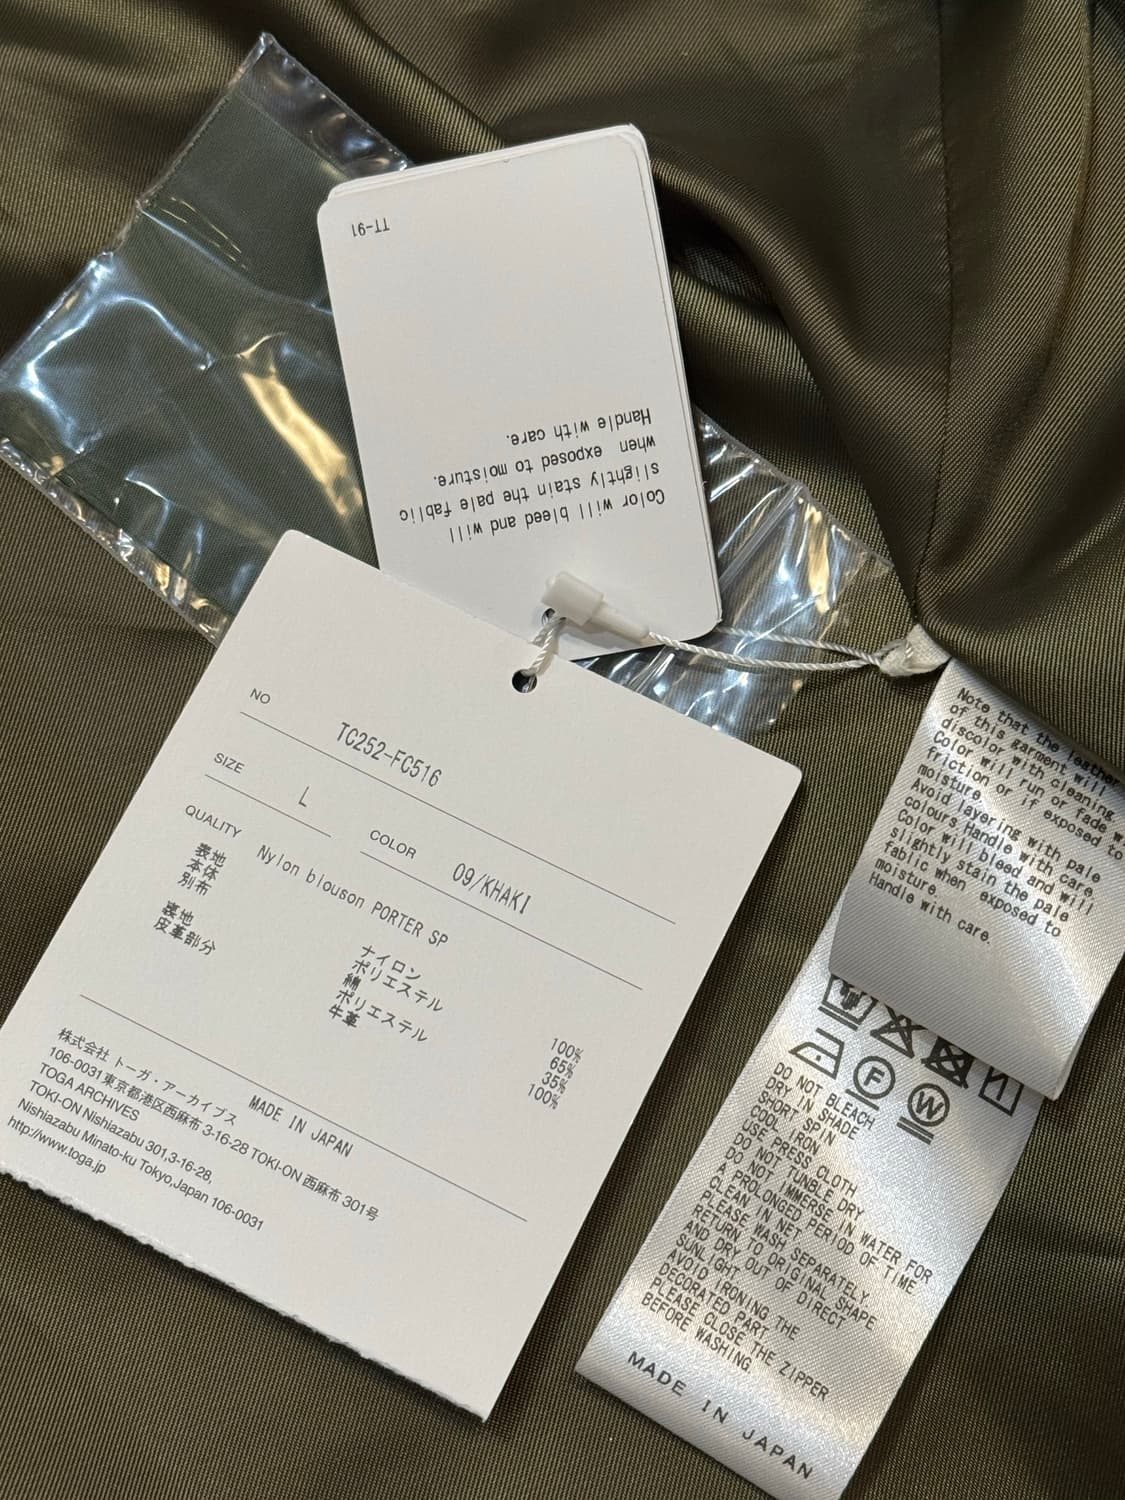 TT-91
Color will bleed and will
slightly stain the pale fablic
when exposed to moisture.
Handle with care.
NO
TC252-FC516
SIZE
L
COLOR
09/KHAKI
QUALITY
Nylon blouson PORTER SP
表地
本体 ナイロン 100%
別布 ポリエステル 65%
綿 35%
裏地 ポリエステル 100%
皮革部分 牛革
MADE IN JAPAN
株式会社 トーガ・アーカイブス
106-0031 東京都港区西麻布 3-16-28 TOKI-ON 西麻布 301号
TOGA ARCHIVES
TOKI-ON Nishiazabu 301,3-16-28,
Nishiazabu Minato-ku Tokyo,Japan 106-0031
http://www.toga.jp
Note that the leather
of this garment will
discolor with cleaning
Color will run or fade w
friction or if exposed to
moisture.
Avoid layering with pale
colours.Handle with care
Color will bleed and will
slightly stain the pale
fablic when exposed to
moisture.
Handle with care.
F
W
DO NOT BLEACH
DRY IN SHADE
SHORT SPIN
COOL IRON
USE PRESS CLOTH
DO NOT TUNBLE DRY
DO NOT IMMERSE IN WATER FOR
A PROLONGED PERIOD OF TIME
CLEAN IN NET
PLEASE WASH SEPARATELY.
RETURN TO ORIGINAL SHAPE
AND DRY OUT OF DIRECT
SUNLIGHT
AVOID IRONING THE
DECORATED PART
PLEASE CLOSE THE ZIPPER
BEFORE WASHING.
MADE IN JAPAN